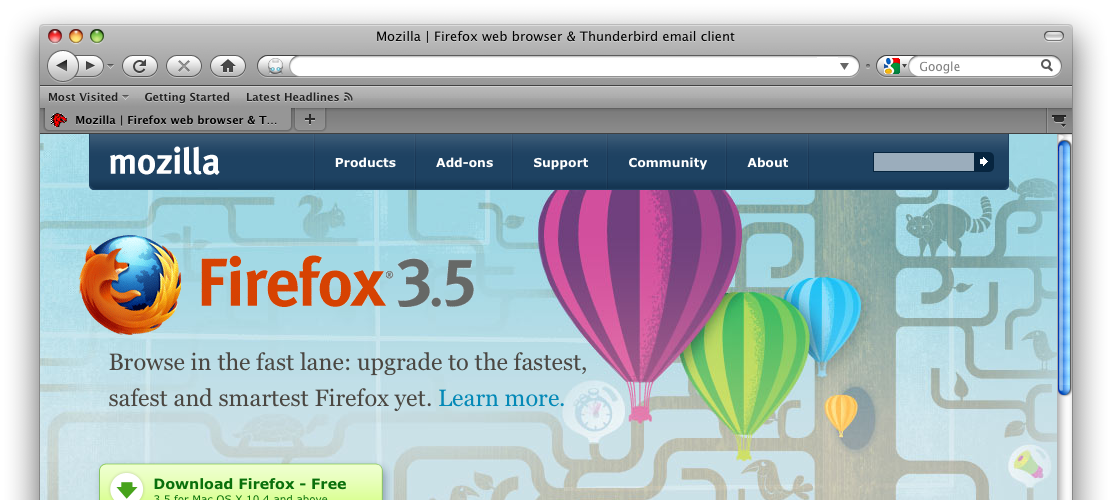 Mozilla | Firefox web browser & Thunderbird email client
Google
Most Visited Getting Started Latest Headlines
Mozilla | Firefox web browser & T...
mozilla Products Add-ons Support Community About
Firefox® 3.5
Browse in the fast lane: upgrade to the fastest,
safest and smartest Firefox yet. Learn more.
Download Firefox - Free
3.5 for Mac OS X 10.4 and above